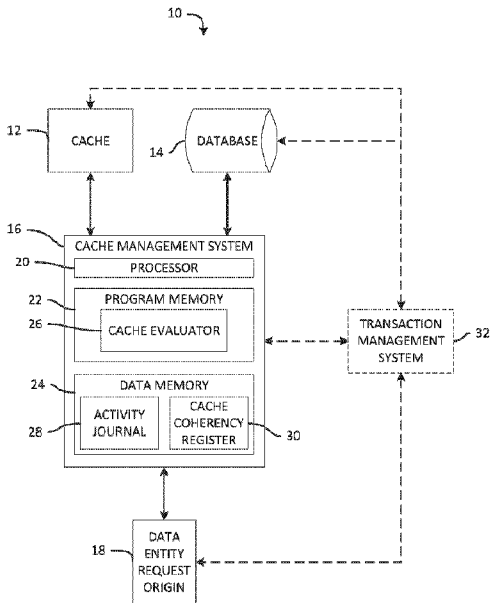 10
12
CACHE
14
DATABASE
16
CACHE MANAGEMENT SYSTEM
20
PROCESSOR
22
PROGRAM MEMORY
26
CACHE EVALUATOR
24
DATA MEMORY
28
ACTIVITY
JOURNAL
CACHE
COHERENCY
REGISTER
30
TRANSACTION
MANAGEMENT
SYSTEM
32
18
DATA
ENTITY
REQUEST
ORIGIN